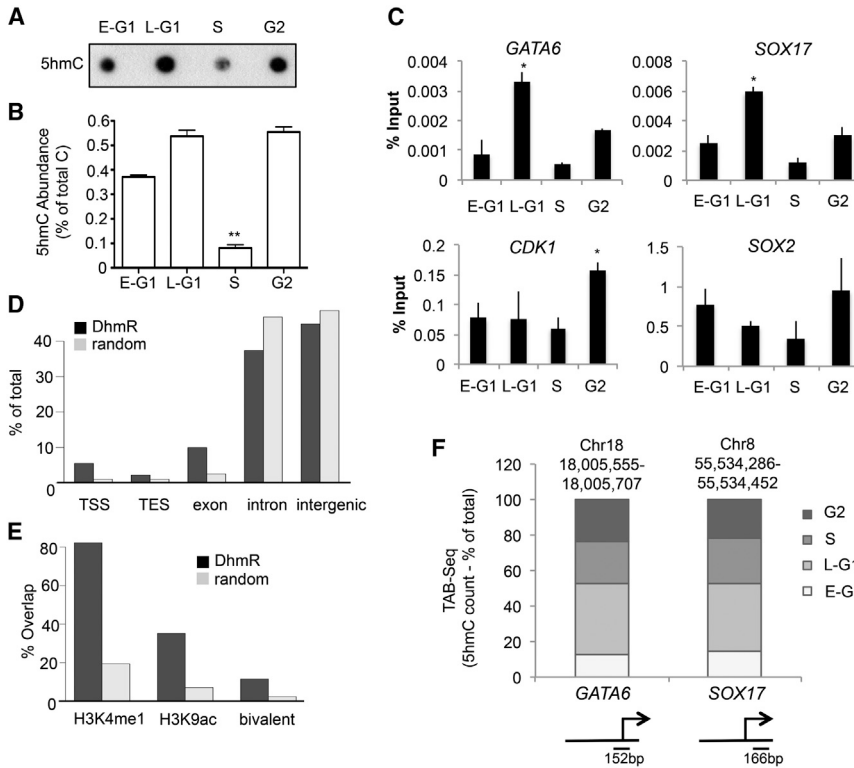 A
E-G1 L-G1 S G2
5hmC
B
5hmC Abundance
(% of total C)
0.6
0.5
0.4
0.3
0.2
0.1
0
**
E-G1 L-G1 S G2
C
GATA6
% Input
0.004
0.003
0.002
0.001
0
*
E-G1 L-G1 S G2
SOX17
0.008
0.006
0.004
0.002
0
*
E-G1 L-G1 S G2
CDK1
% Input
0.2
0.15
0.1
0.05
0
*
E-G1 L-G1 S G2
SOX2
1.5
1
0.5
0
E-G1 L-G1 S G2
D
DhmR
random
% of total
40
30
20
10
0
TSS TES exon intron intergenic
E
DhmR
random
% Overlap
80
60
40
20
0
H3K4me1 H3K9ac bivalent
F
Chr18
18,005,555-
18,005,707
Chr8
55,534,286-
55,534,452
TAB-Seq
(5hmC count - % of total)
120
100
80
60
40
20
0
G2
S
L-G1
E-G
GATA6 SOX17
152bp 166bp